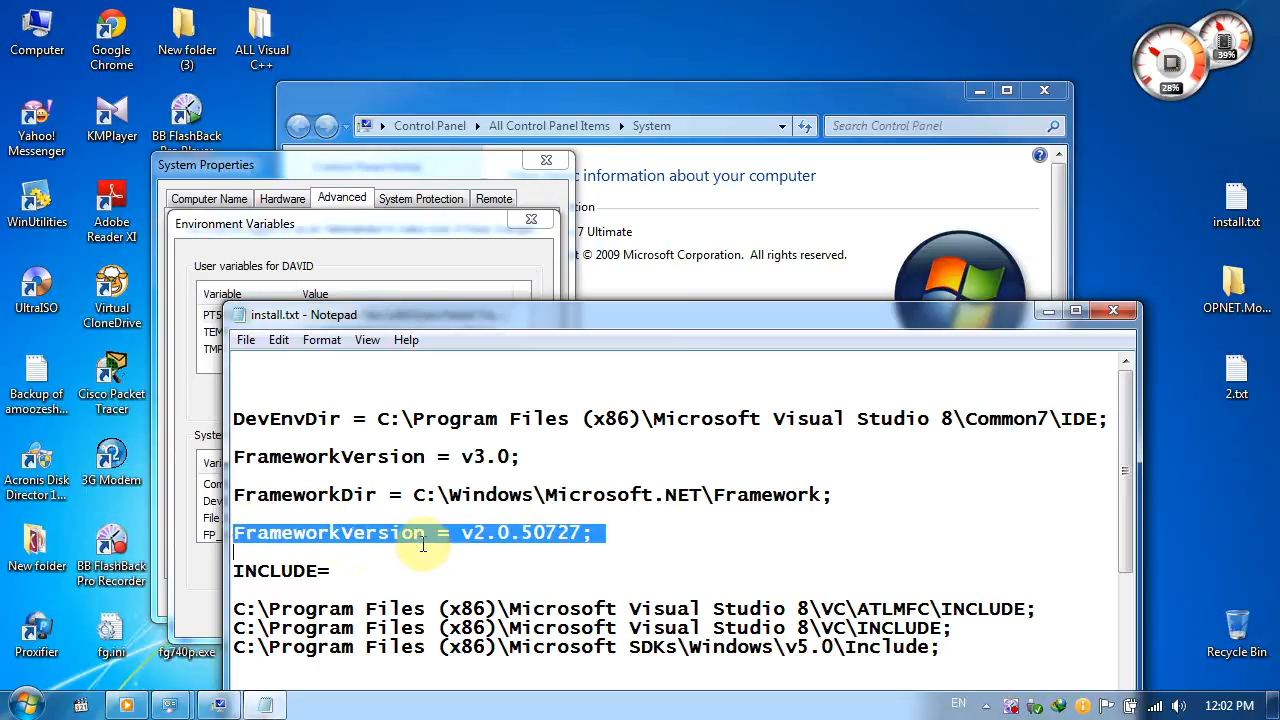 Computer
Google
Chrome
New folder
(3)
ALL Visual
C++
39%
28%
Yahoo!
Messenger
KMPlayer
BB FlashBack
Control Panel
All Control Panel Items
System
Search Control Panel
System Properties
information about your computer
Computer Name
Hardware
Advanced
System Protection
Remote
7 Ultimate
© 2009 Microsoft Corporation. All rights reserved.
Environment Variables
User variables for DAVID
Variable
Value
WinUtilities
Adobe
Reader XI
install.txt
UltraISO
Virtual
CloneDrive
OPNET.Mo...
install.txt - Notepad
File
Edit
Format
View
Help
DevEnvDir = C:\Program Files (x86)\Microsoft Visual Studio 8\Common7\IDE;
FrameworkVersion = v3.0;
FrameworkDir = C:\Windows\Microsoft.NET\Framework;
FrameworkVersion = v2.0.50727;
INCLUDE=
C:\Program Files (x86)\Microsoft Visual Studio 8\VC\ATLMFC\INCLUDE;
C:\Program Files (x86)\Microsoft Visual Studio 8\VC\INCLUDE;
C:\Program Files (x86)\Microsoft SDKs\Windows\v5.0\Include;
Backup of
amoozesh...
Cisco Packet
Tracer
2.txt
Acronis Disk
Director 1...
3G Modem
New folder
BB FlashBack
Pro Recorder
Proxifier
fg.ini
fg740p.exe
Recycle Bin
EN
12:02 PM